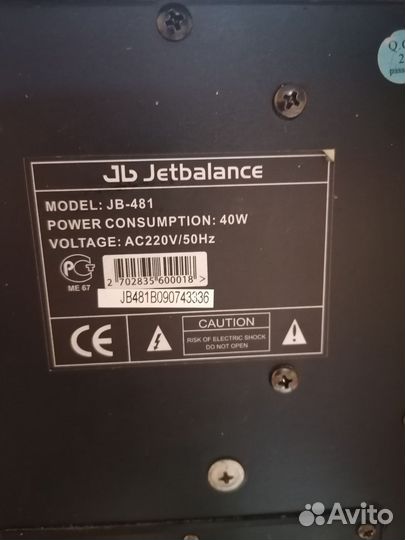 Jb Jetbalance
MODEL: JB-481
POWER CONSUMPTION: 40W
VOLTAGE: AC220V/50Hz
ME 67
2 702835 600018 >
JB481B090743336
CE
CAUTION
RISK OF ELECTRIC SHOCK
DO NOT OPEN
Avito